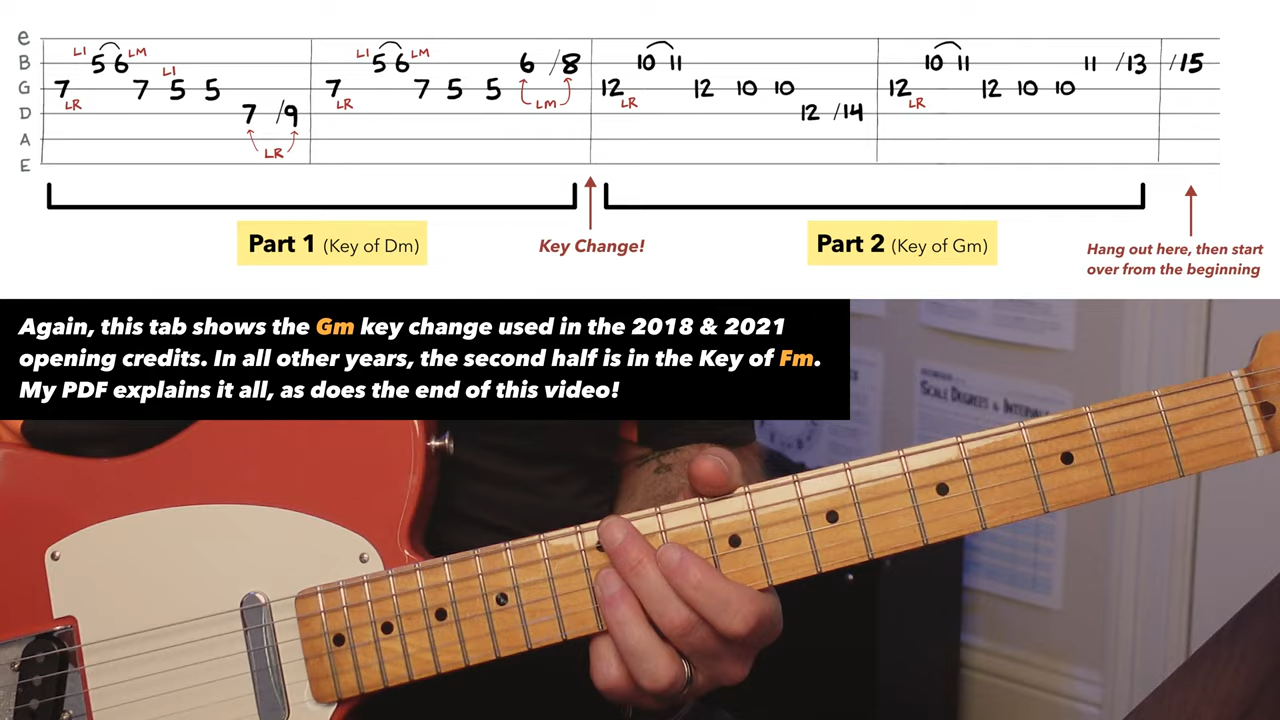 e
LI 5 6 LM LI 5 6 LM 6 /8 10 11 10 11 11 /13 /15
B
7 7 LI 5 5 7 7 5 5 LM 12 12 10 10 12 12 10 10
G
LR LR LR LR
D 7 /9 12 /14
A
LR
E
Part 1 (Key of Dm)
Key Change!
Part 2 (Key of Gm)
Hang out here, then start
over from the beginning
Again, this tab shows the Gm key change used in the 2018 & 2021
opening credits. In all other years, the second half is in the Key of Fm.
My PDF explains it all, as does the end of this video!
Scale Degrees & Intervals